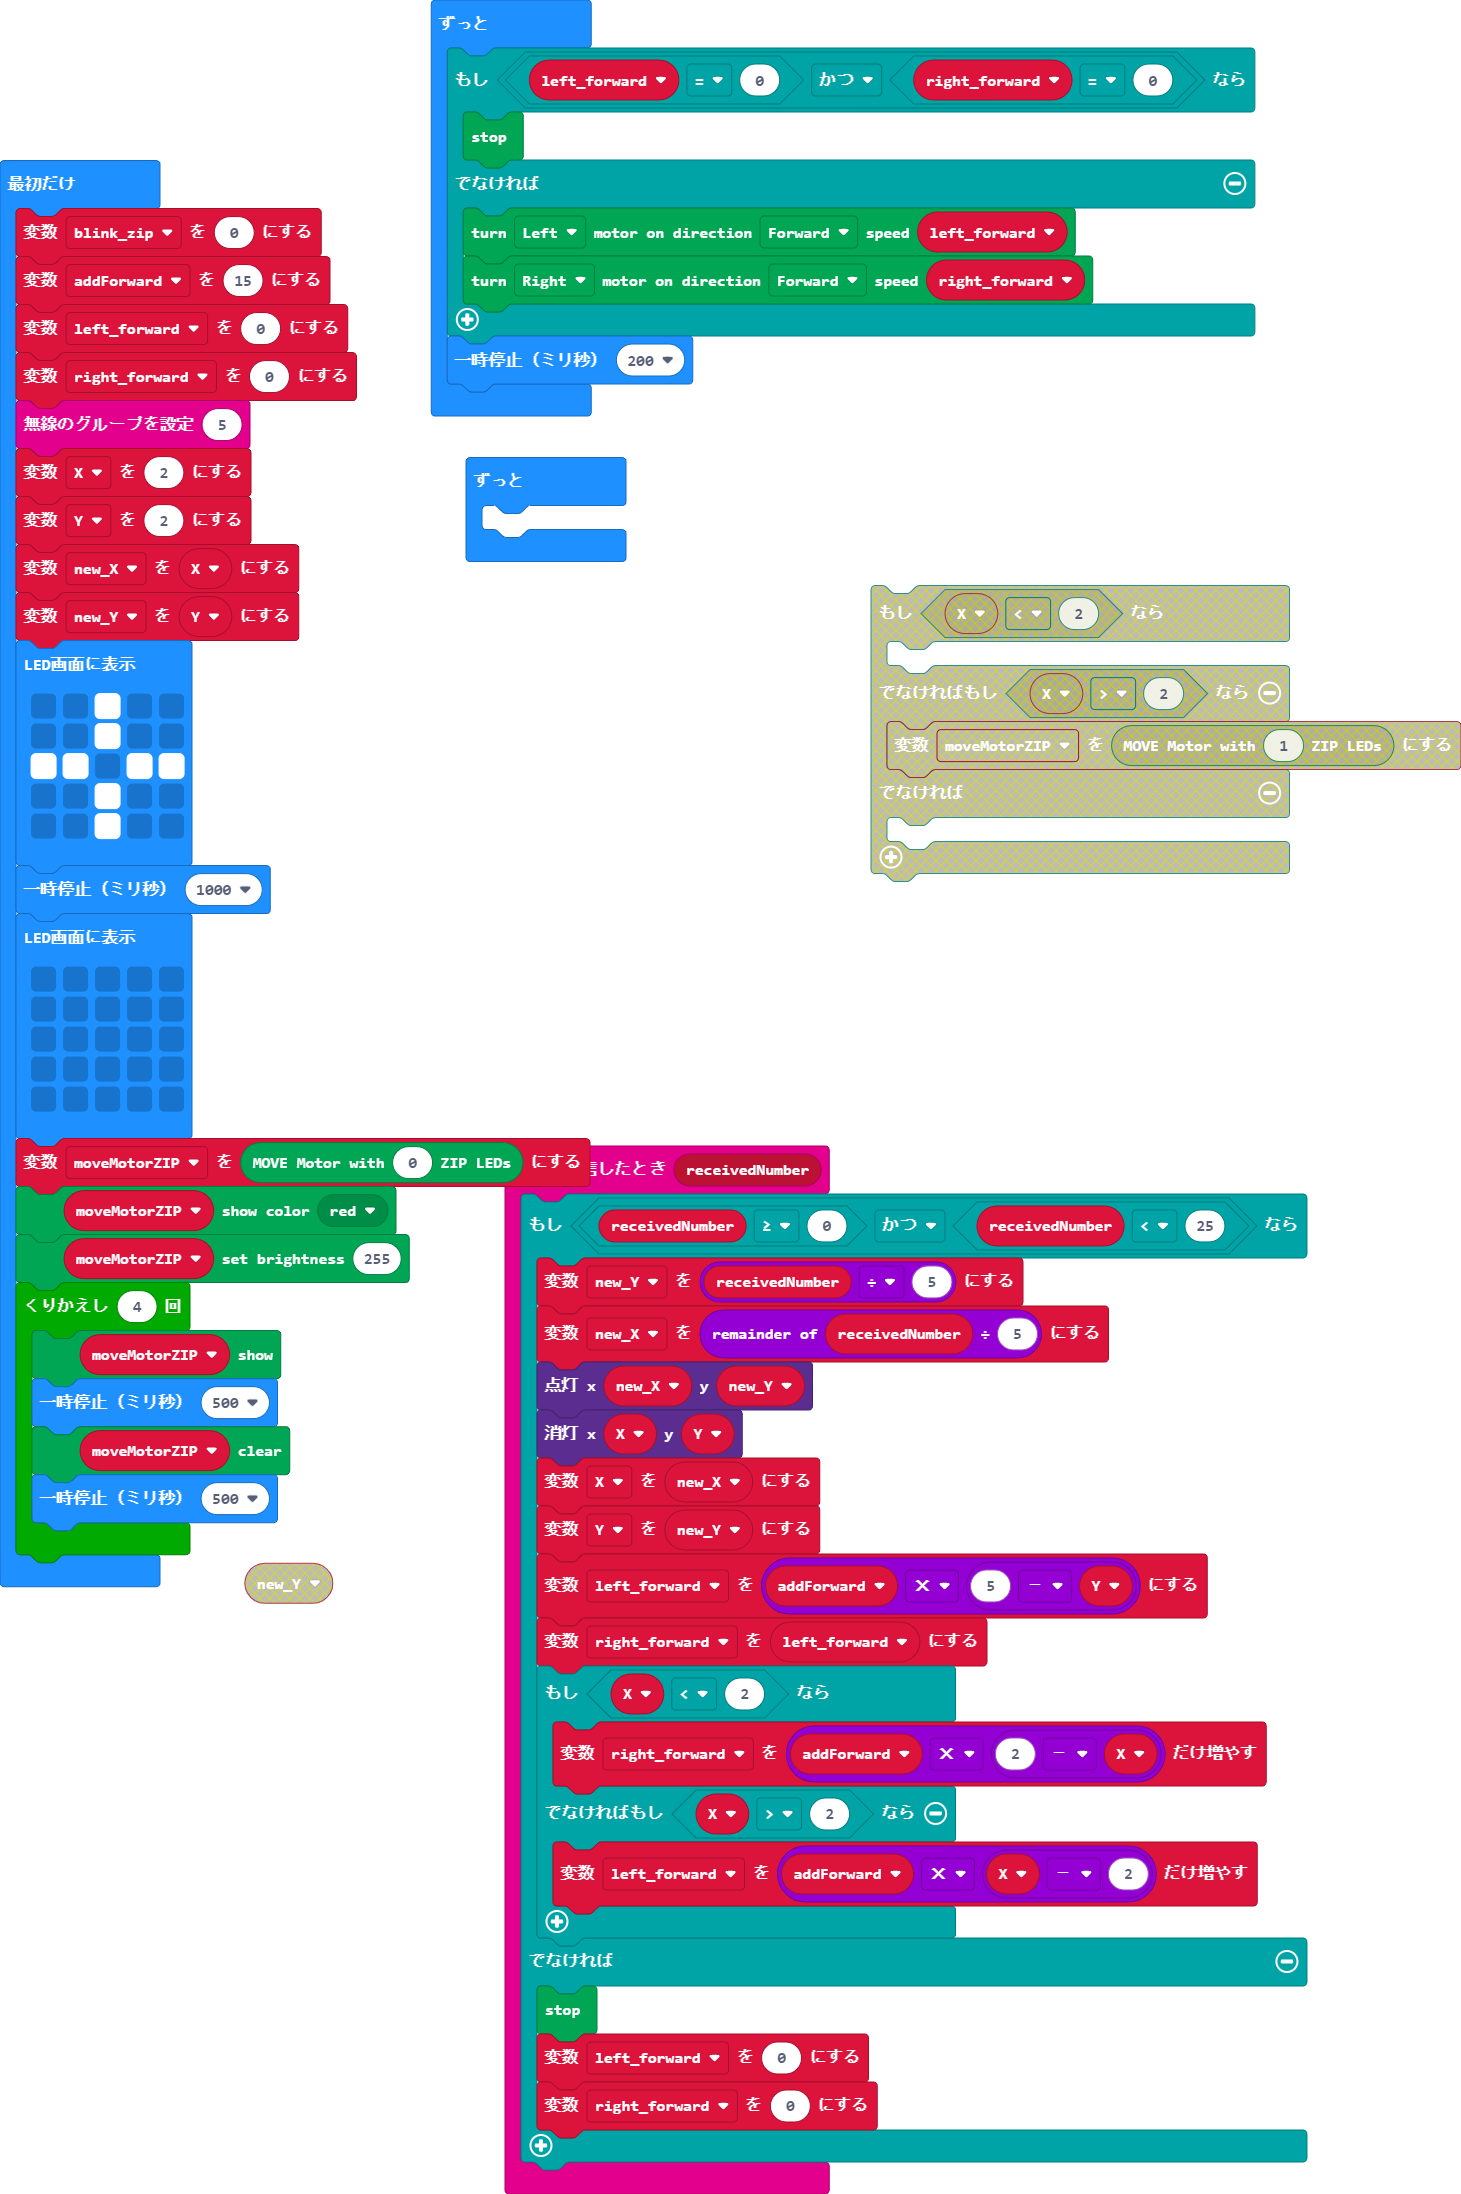 ずっと
もし left_forward = 0 かつ right_forward = 0 なら
stop
でなければ
turn Left motor on direction Forward speed left_forward
turn Right motor on direction Forward speed right_forward
一時停止（ミリ秒） 200
ずっと
最初だけ
変数 blink_zip を 0 にする
変数 addForward を 15 にする
変数 left_forward を 0 にする
変数 right_forward を 0 にする
無線のグループを設定 5
変数 X を 2 にする
変数 Y を 2 にする
変数 new_X を X にする
変数 new_Y を Y にする
LED画面に表示
一時停止（ミリ秒） 1000
LED画面に表示
変数 moveMotorZIP を MOVE Motor with 0 ZIP LEDs にする
moveMotorZIP show color red
moveMotorZIP set brightness 255
くりかえし 4 回
moveMotorZIP show
一時停止（ミリ秒） 500
moveMotorZIP clear
一時停止（ミリ秒） 500
new_Y
もし X < 2 なら
でなければもし X > 2 なら
変数 moveMotorZIP を MOVE Motor with 1 ZIP LEDs にする
でなければ
信したとき receivedNumber
もし receivedNumber ≥ 0 かつ receivedNumber < 25 なら
変数 new_Y を receivedNumber ÷ 5 にする
変数 new_X を remainder of receivedNumber ÷ 5 にする
点灯 x new_X y new_Y
消灯 x X y Y
変数 X を new_X にする
変数 Y を new_Y にする
変数 left_forward を addForward × 5 － Y にする
変数 right_forward を left_forward にする
もし X < 2 なら
変数 right_forward を addForward × 2 － X だけ増やす
でなければもし X > 2 なら
変数 left_forward を addForward × X － 2 だけ増やす
でなければ
stop
変数 left_forward を 0 にする
変数 right_forward を 0 にする